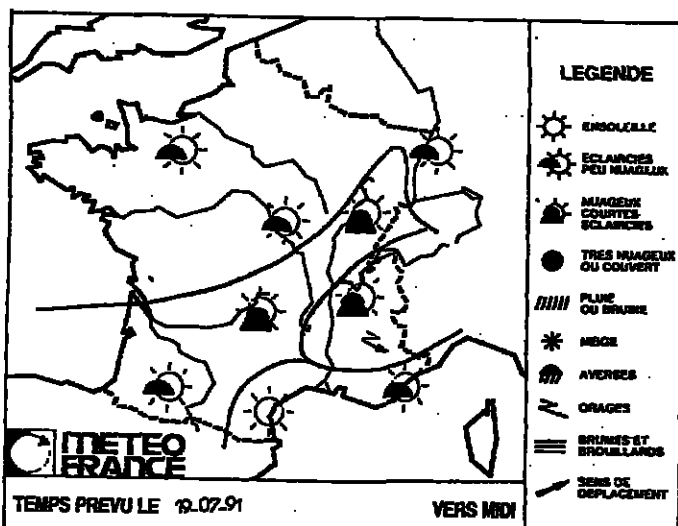 LEGENDE
ENSOLEILLE
ECLAIRCIES
PEU NUAGEUX
NUAGEUX
COURTES
ECLAIRCIES
TRES NUAGEUX
OU COUVERT
PLUIE
OU BRUINE
NEIGE
AVERSES
ORAGES
BRUMES ET
BROUILLARDS
SENS DE
DEPLACEMENT
METEO
FRANCE
TEMPS PREVU LE 19-07-91 VERS MIDI